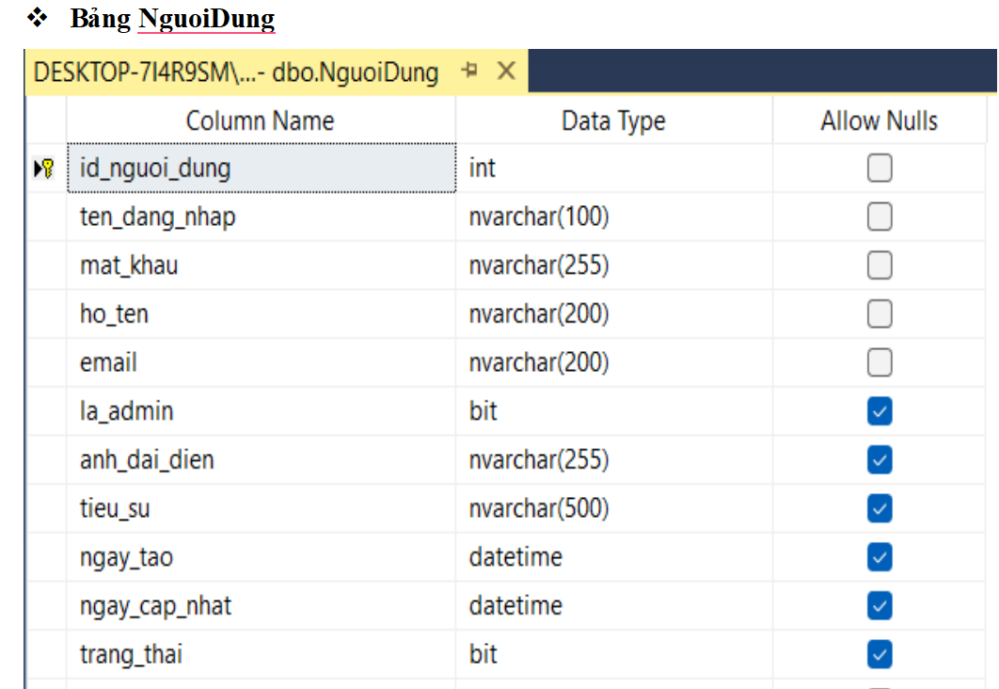 ❖ Bảng NguoiDung
DESKTOP-7I4R9SM\...- dbo.NguoiDung
Column Name Data Type Allow Nulls
id_nguoi_dung int
ten_dang_nhap nvarchar(100)
mat_khau nvarchar(255)
ho_ten nvarchar(200)
email nvarchar(200)
la_admin bit
anh_dai_dien nvarchar(255)
tieu_su nvarchar(500)
ngay_tao datetime
ngay_cap_nhat datetime
trang_thai bit